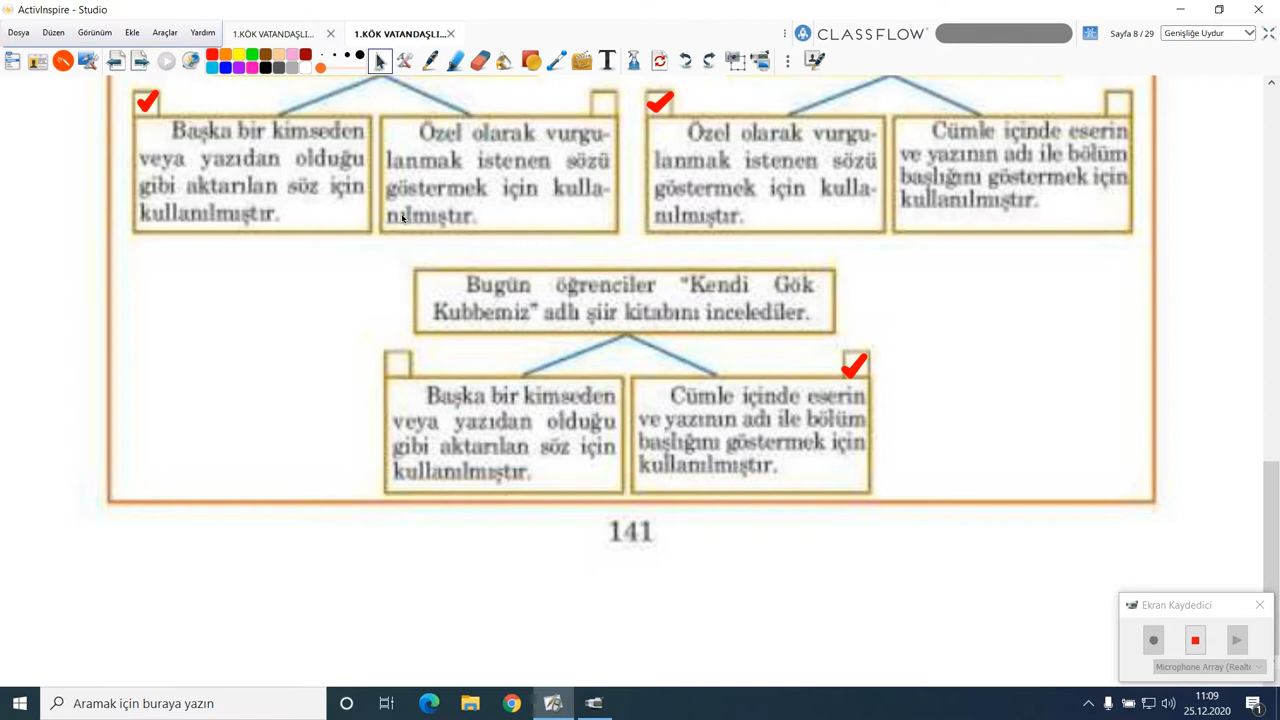 ActivInspire - Studio
Dosya Düzen Görünüm Ekle Araçlar Yardım
1.KÖK VATANDAŞLI...
1.KÖK VATANDAŞLI...
CLASSFLOW
Sayfa 8 / 29
Genişliğe Uydur
Başka bir kimseden
veya yazıdan olduğu
gibi aktarılan söz için
kullanılmıştır.
Özel olarak vurgu-
lanmak istenen sözü
göstermek için kulla-
nılmıştır.
Özel olarak vurgu-
lanmak istenen sözü
göstermek için kulla-
nılmıştır.
Cümle içinde eserin
ve yazının adı ile bölüm
başlığını göstermek için
kullanılmıştır.
Bugün öğrenciler "Kendi Gök
Kubbemiz" adlı şiir kitabını incelediler.
Başka bir kimseden
veya yazıdan olduğu
gibi aktarılan söz için
kullanılmıştır.
Cümle içinde eserin
ve yazının adı ile bölüm
başlığını göstermek için
kullanılmıştır.
141
Ekran Kaydedici
Microphone Array (Realt
Aramak için buraya yazın
11:09
25.12.2020
1